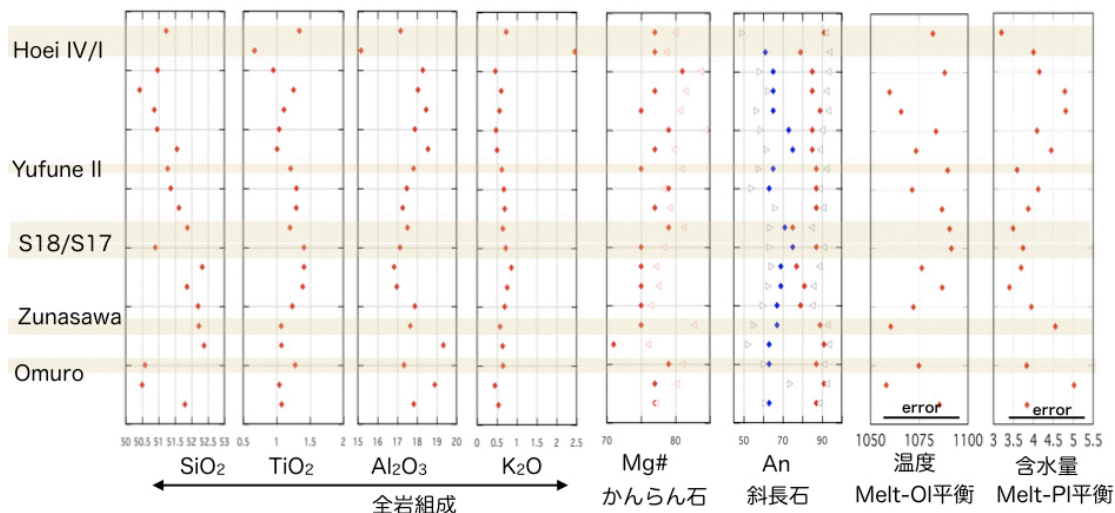 Hoei IV/I
Yufune II
S18/S17
Zunasawa
Omuro
error
error
50 50.5 51 51.5 52 52.5 53
0.5 1 1.5 2
15 16 17 18 19 20
0 0.5 1 1.5 2 2.5
70 80
50 70 90
1050 1075 1100
3 3.5 4 4.5 5 5.5
SiO₂ TiO₂ Al₂O₃ K₂O Mg# An 温度 含水量
全岩組成 かんらん石 斜長石 Melt-Ol平衡 Melt-Pl平衡